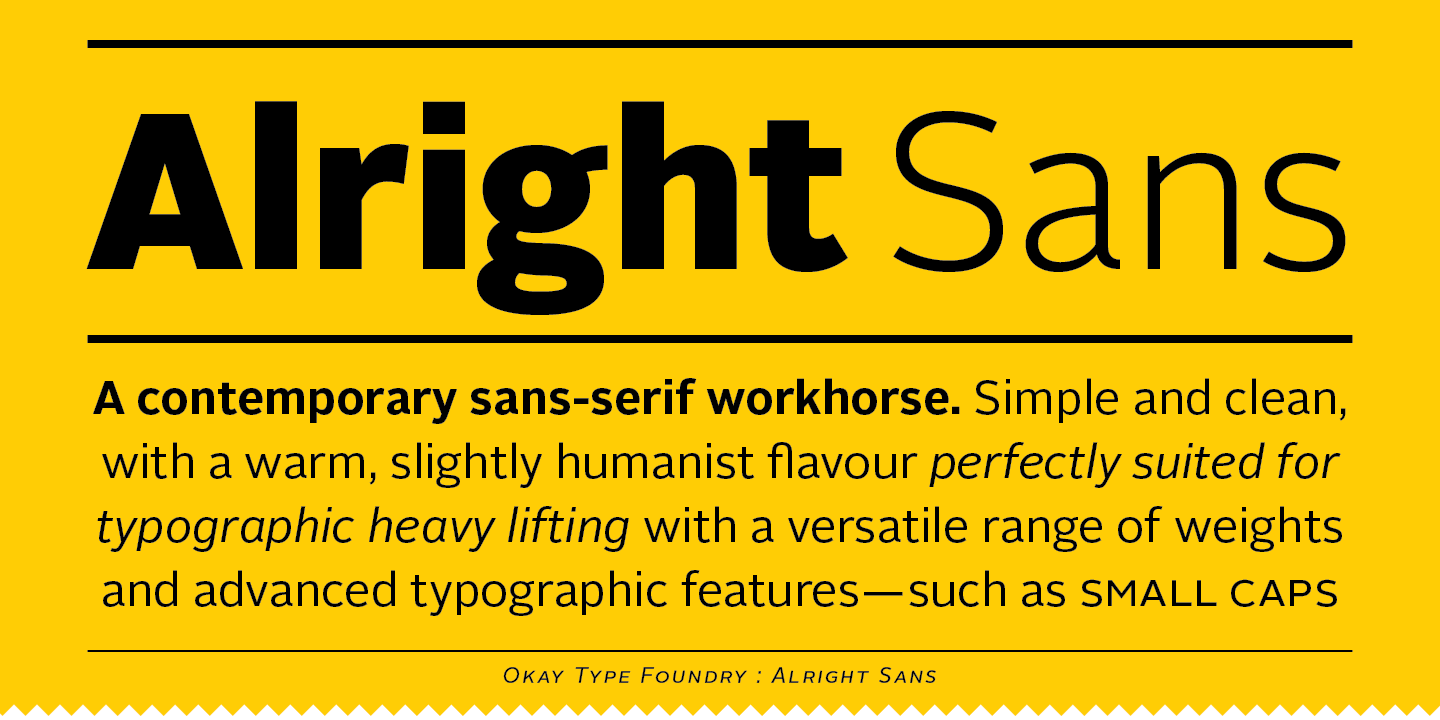 Alright Sans
A contemporary sans-serif workhorse. Simple and clean,
with a warm, slightly humanist flavour perfectly suited for
typographic heavy lifting with a versatile range of weights
and advanced typographic features—such as SMALL CAPS
Okay Type Foundry : Alright Sans